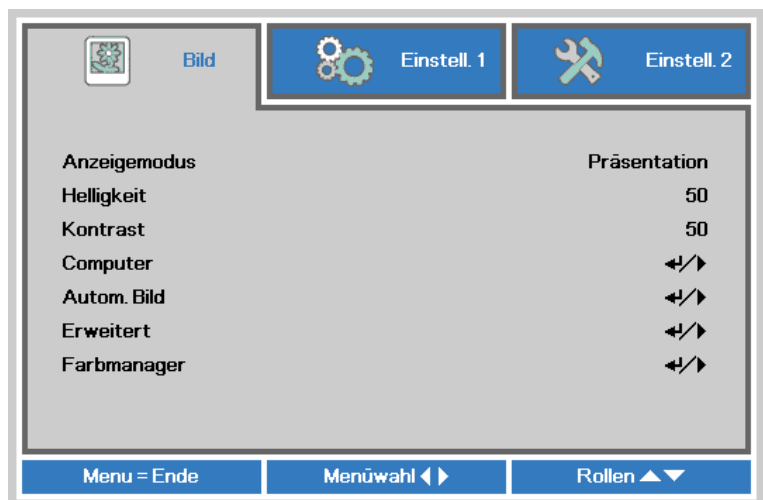 Bild
Einstell. 1
Einstell. 2
Anzeigemodus Präsentation
Helligkeit 50
Kontrast 50
Computer
Autom. Bild
Erweitert
Farbmanager
Menu = Ende Menüwahl Rollen